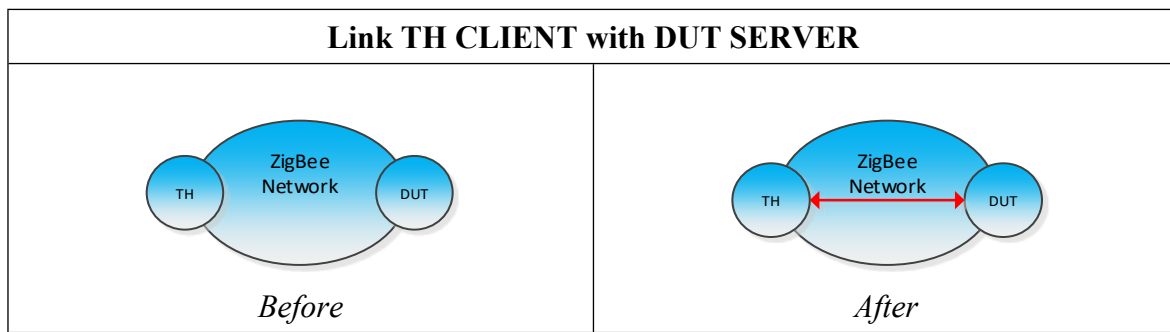 Link TH CLIENT with DUT SERVER
ZigBee
Network
TH
DUT
Before
ZigBee
Network
TH
DUT
After